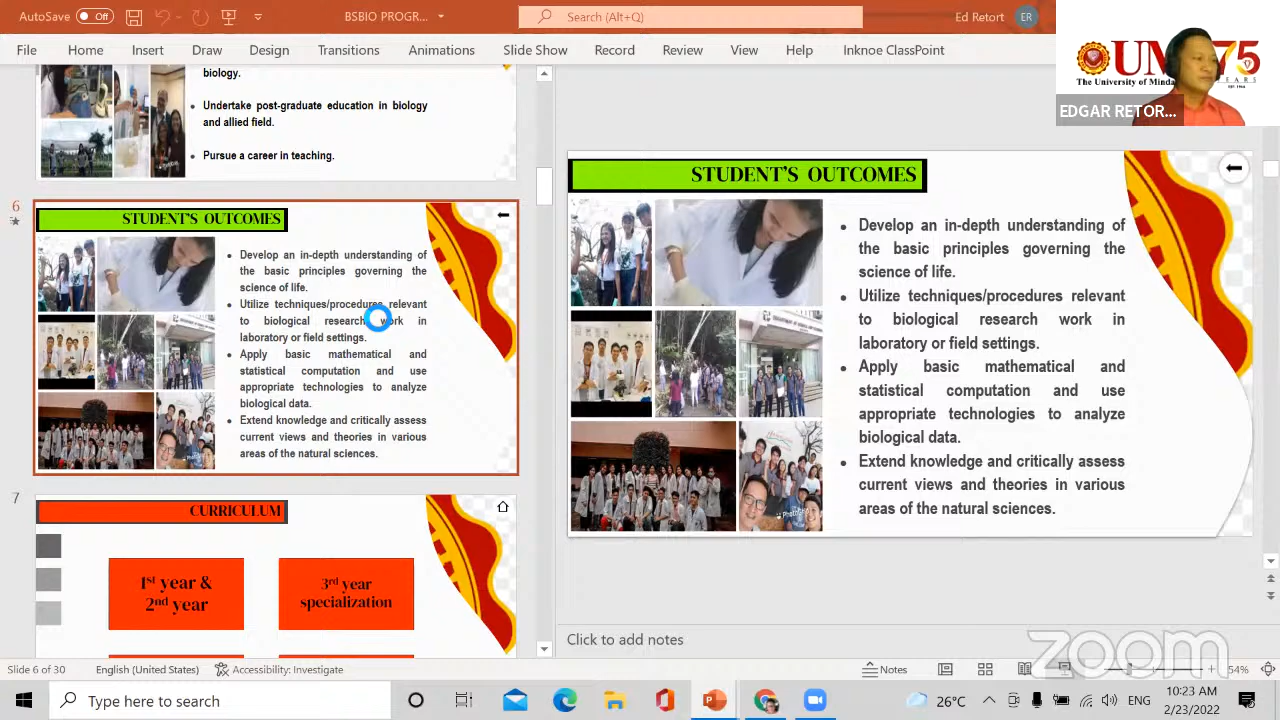 AutoSave Off BSBIO PROGR... Search (Alt+Q) Ed Retort ER
File Home Insert Draw Design Slide Show Transitions Animations Record Review View Help Inknoe ClassPoint
UM 75
The University of Minda
YEARS
EDGAR RETOR...
biology.
• Undertake post-graduate education in biology
and allied field.
• Pursue a career in teaching.
6
STUDENT'S OUTCOMES
• Develop an in-depth understanding of
the basic principles governing the
science of life.
• Utilize techniques/procedures relevant
to biological research work in
laboratory or field settings.
• Apply basic mathematical and
statistical computation and use
appropriate technologies to analyze
biological data.
• Extend knowledge and critically assess
current views and theories in various
areas of the natural sciences.
7
CURRICULUM
1st year &
2nd year
3rd year
specialization
STUDENT'S OUTCOMES
• Develop an in-depth understanding of
the basic principles governing the
science of life.
• Utilize techniques/procedures relevant
to biological research work in
laboratory or field settings.
• Apply basic mathematical and
statistical computation and use
appropriate technologies to analyze
biological data.
• Extend knowledge and critically assess
current views and theories in various
areas of the natural sciences.
Click to add notes
zoom
Slide 6 of 30 English (United States) Accessibility: Investigate Notes 54%
Type here to search 26°C ENG
10:23 AM
2/23/2022